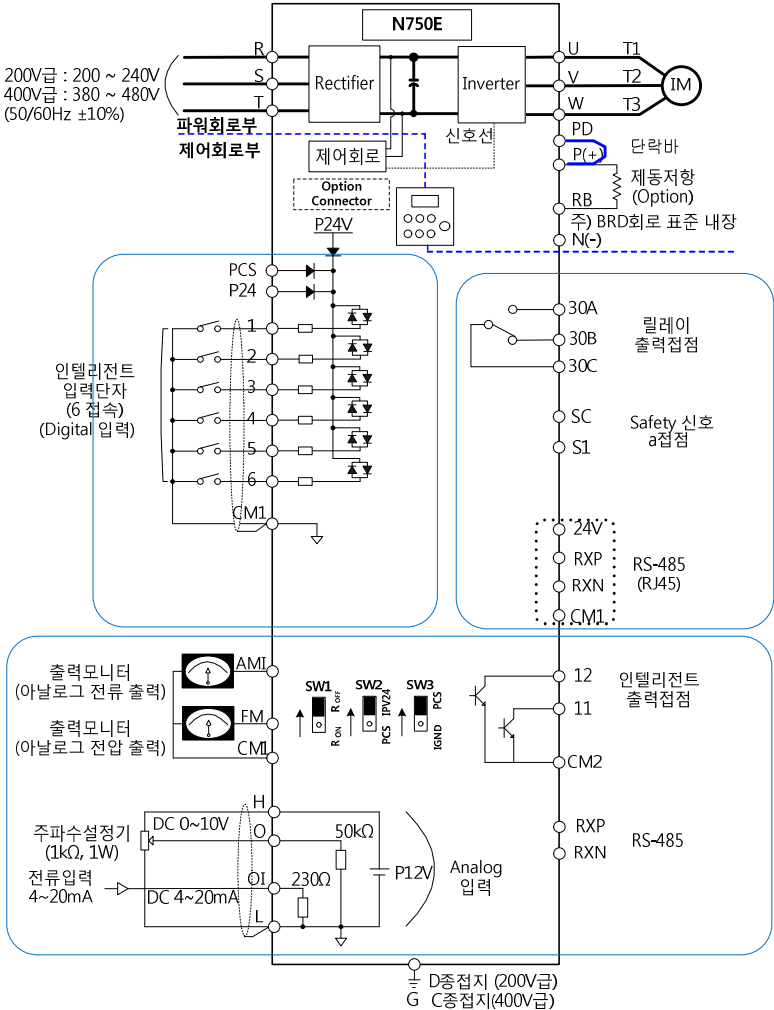 N750E
R
S
T
200V급 : 200 ~ 240V
400V급 : 380 ~ 480V
(50/60Hz ±10%)
파워회로부
제어회로부
Rectifier
Inverter
제어회로
신호선
U
V
W
T1
T2
T3
IM
PD
P(+)
단락바
제동저항
(Option)
RB
주) BRD회로 표준 내장
N(-)
Option
Connector
P24V
PCS
P24
1
2
3
4
5
6
CM1
인텔리전트
입력단자
(6 접속)
(Digital 입력)
30A
30B
30C
릴레이
출력접점
SC
S1
Safety 신호
a접점
24V
RXP
RXN
CM1
RS-485
(RJ45)
출력모니터
(아날로그 전류 출력)
AMI
출력모니터
(아날로그 전압 출력)
FM
CM1
SW1
R OFF
R ON
SW2
IPV24
PCS
SW3
PCS
IGND
12
11
CM2
인텔리전트
출력접점
H
DC 0~10V
O
주파수설정기
(1kΩ, 1W)
50kΩ
P12V
Analog
입력
전류입력
4~20mA
OI
DC 4~20mA
230Ω
L
RXP
RXN
RS-485
G
D종접지 (200V급)
C종접지(400V급)